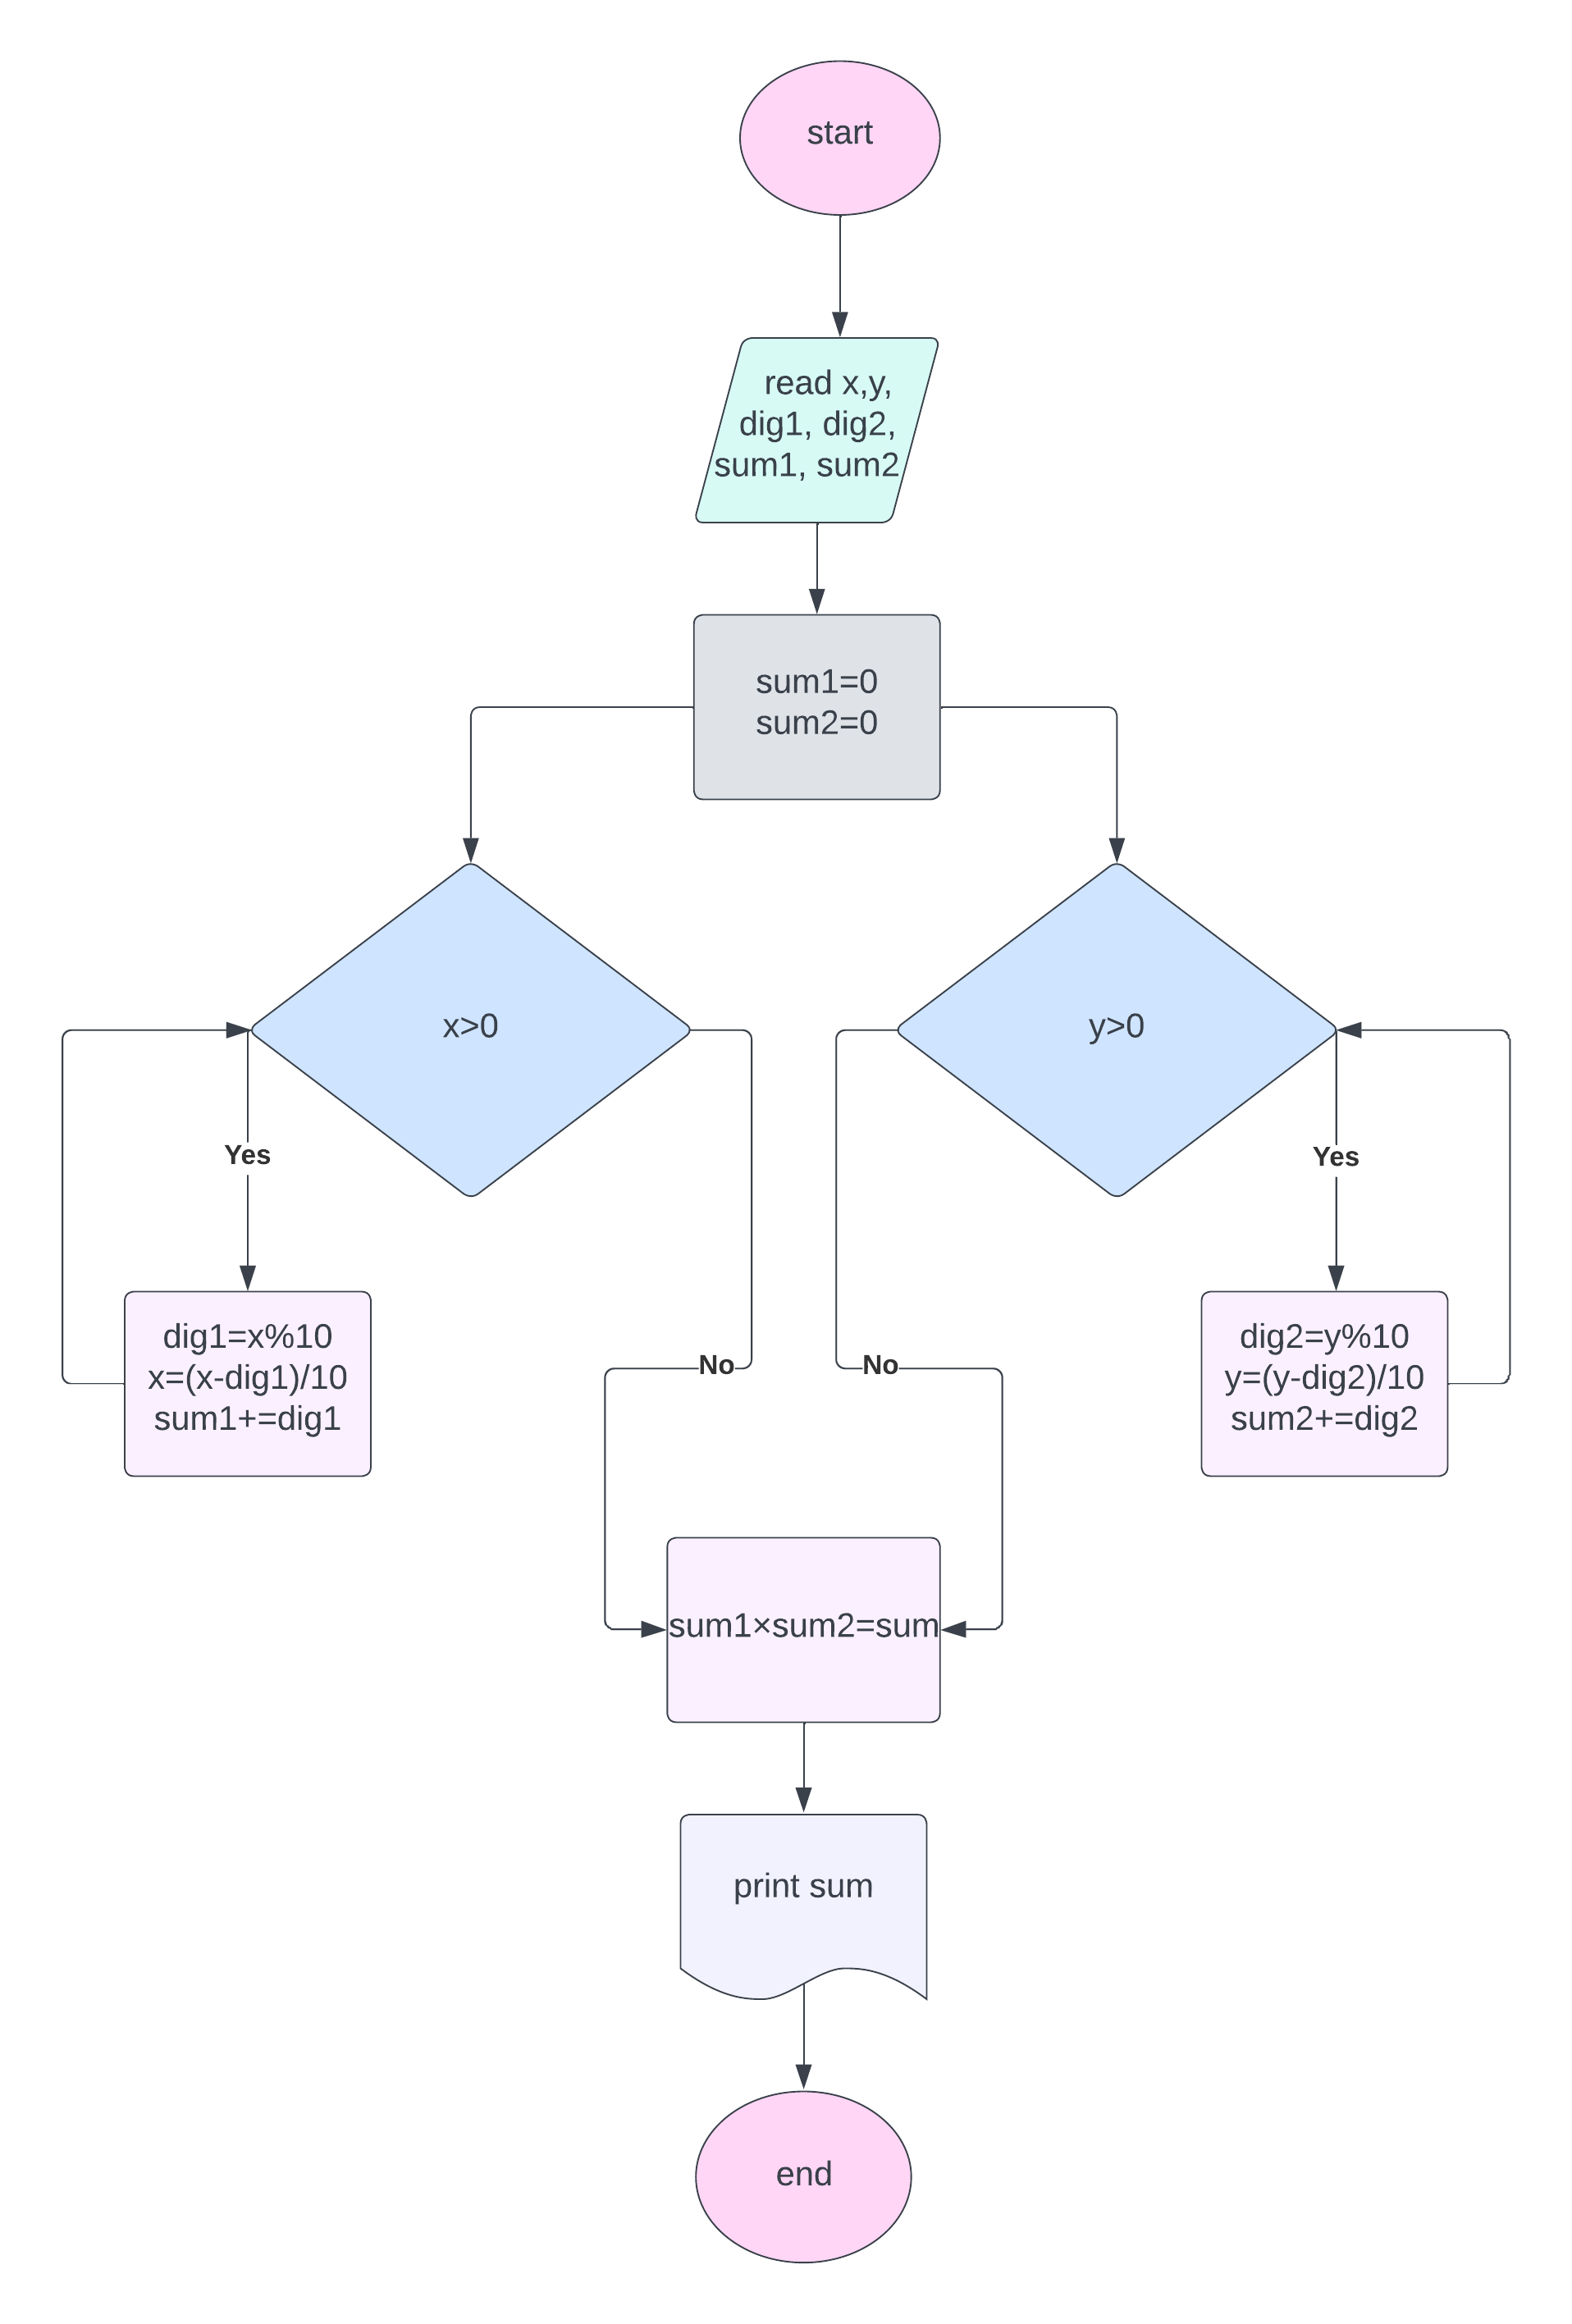 start
read x,y,
dig1, dig2,
sum1, sum2
sum1=0
sum2=0
x>0
y>0
Yes
Yes
dig1=x%10
x=(x-dig1)/10
sum1+=dig1
No
No
dig2=y%10
y=(y-dig2)/10
sum2+=dig2
sum1×sum2=sum
print sum
end